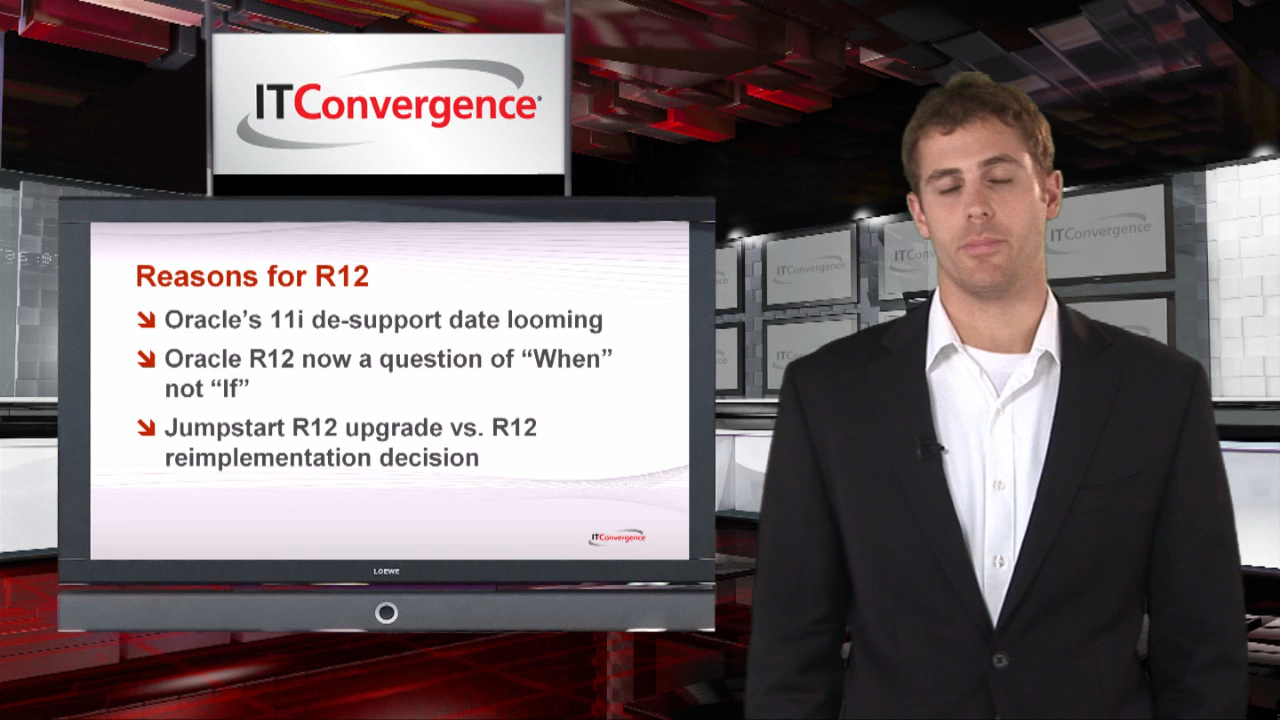 ITConvergence
Reasons for R12
Oracle’s 11i de-support date looming
Oracle R12 now a question of “When”
not “If”
Jumpstart R12 upgrade vs. R12
reimplementation decision
ITConvergence
LOEWE
ITConvergence
ITConv
ITConvergence